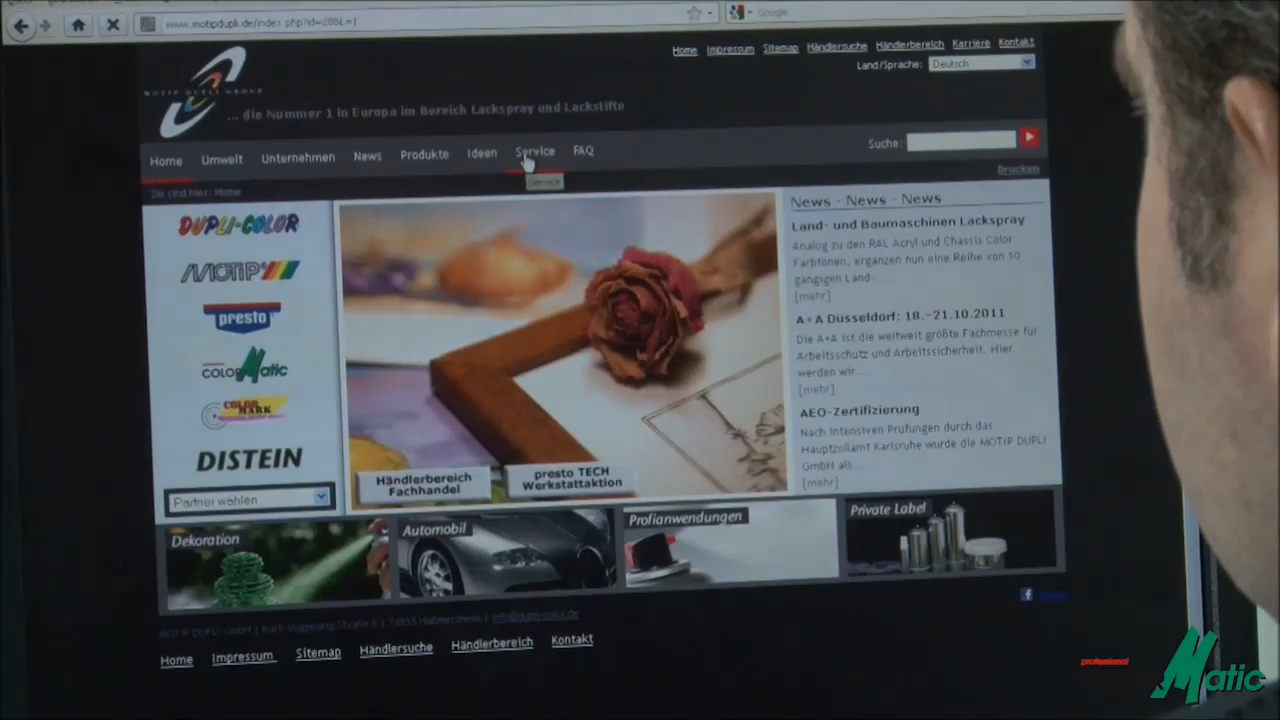 www.motipdupli.de/index.php?id=28&L=1
Google
Home Impressum Sitemap Händlersuche Händlerbereich Karriere Kontakt
Land/Sprache: Deutsch
MOTIP DUPLI GROUP
... die Nummer 1 in Europa im Bereich Lackspray und Lackstifte
Home Umwelt Unternehmen News Produkte Ideen Service FAQ
Suche:
Service
Drucken
Sie sind hier: Home
DUPLI-COLOR
MOTIP
presto
COLORMatic
COLOR MARK
DISTEIN
Partner wählen
Händlerbereich
Fachhandel
presto TECH
Werkstattaktion
News - News - News
Land- und Baumaschinen Lackspray
Analog zu den RAL Acryl und Chassis Color
Farbtönen, ergänzen nun eine Reihe von 10
gängigen Land-...
[mehr]
A+A Düsseldorf: 18.-21.10.2011
Die A+A ist die weltweit größte Fachmesse für
Arbeitsschutz und Arbeitssicherheit. Hier
werden wir...
[mehr]
AEO-Zertifizierung
Nach intensiven Prüfungen durch das
Hauptzollamt Karlsruhe wurde die MOTIP DUPLI
GmbH als...
[mehr]
Dekoration
Automobil
Profianwendungen
Private Label
MOTIP DUPLI GmbH | Kurt-Vogelsang-Straße 6 | 74855 Haßmersheim | info@dupli-color.de
Home Impressum Sitemap Händlersuche Händlerbereich Kontakt
professional
Matic